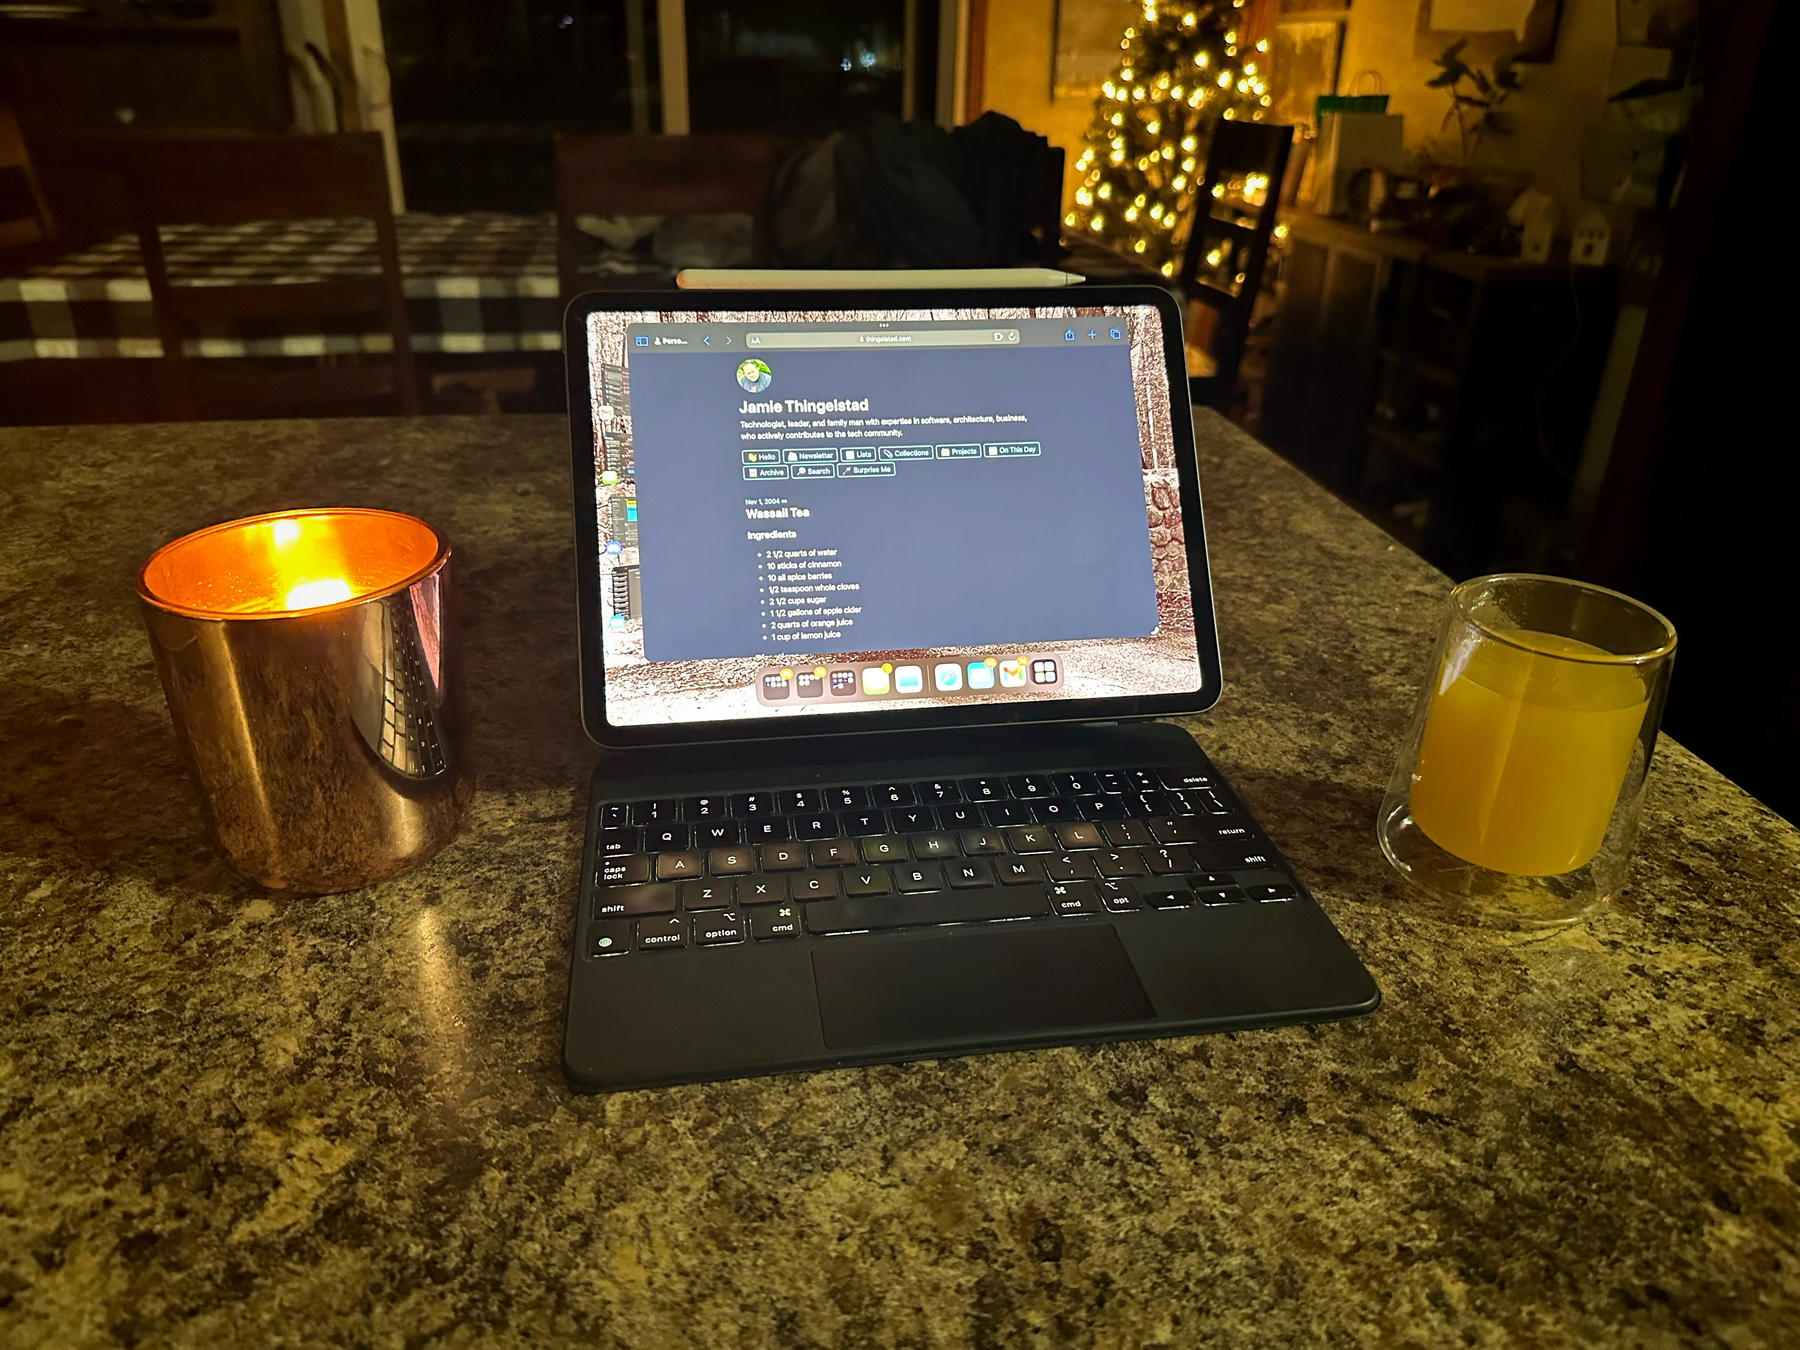 Perso...
AA
thingelstad.com
Jamie Thingelstad
Technologist, leader, and family man with expertise in software, architecture, business,
who actively contributes to the tech community.
Hello Newsletter Lists Collections Projects On This Day
Archive Search Surprise Me
Nov 1, 2004 ∞
Wassail Tea
Ingredients
2 1/2 quarts of water
10 sticks of cinnamon
10 all spice berries
1/2 teaspoon whole cloves
2 1/2 cups sugar
1 1/2 gallons of apple cider
2 quarts of orange juice
1 cup of lemon juice
~ ! @ # $ % ^ & * ( ) _ + delete
` 1 2 3 4 5 6 7 8 9 0 - =
tab Q W E R T Y U I O P { } \
caps lock A S D F G H J K L : ; " ' return
shift Z X C V B N M < , > . ? / shift
control option cmd cmd opt